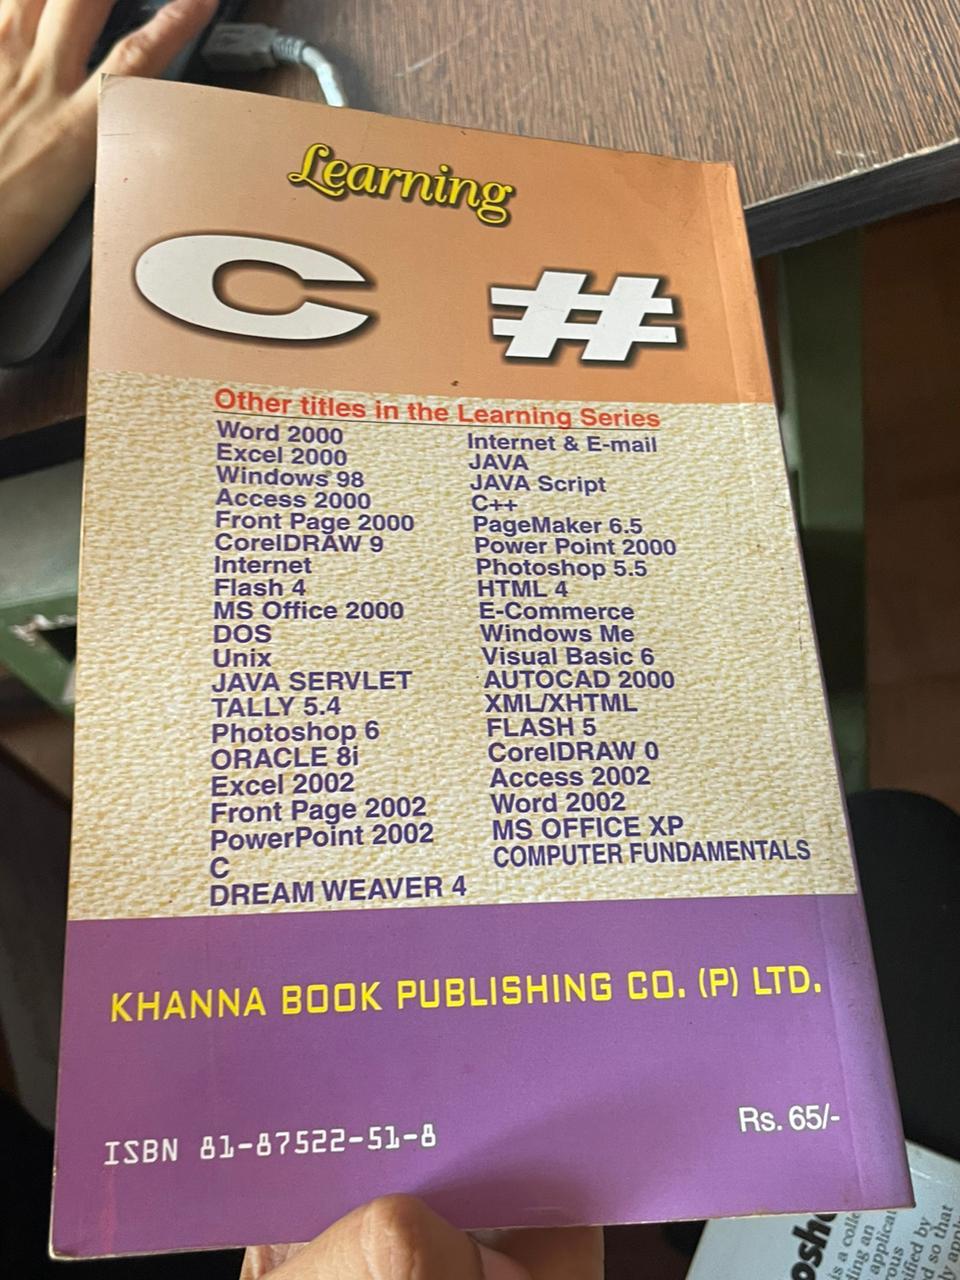 Learning
C #
Other titles in the Learning Series
Word 2000
Excel 2000
Windows 98
Access 2000
Front Page 2000
CorelDRAW 9
Internet
Flash 4
MS Office 2000
DOS
Unix
JAVA SERVLET
TALLY 5.4
Photoshop 6
ORACLE 8i
Excel 2002
Front Page 2002
PowerPoint 2002
C
DREAM WEAVER 4
Internet & E-mail
JAVA
JAVA Script
C++
PageMaker 6.5
Power Point 2000
Photoshop 5.5
HTML 4
E-Commerce
Windows Me
Visual Basic 6
AUTOCAD 2000
XML/XHTML
FLASH 5
CorelDRAW 0
Access 2002
Word 2002
MS OFFICE XP
COMPUTER FUNDAMENTALS
KHANNA BOOK PUBLISHING CO. (P) LTD.
ISBN 81-87522-51-8
Rs. 65/-